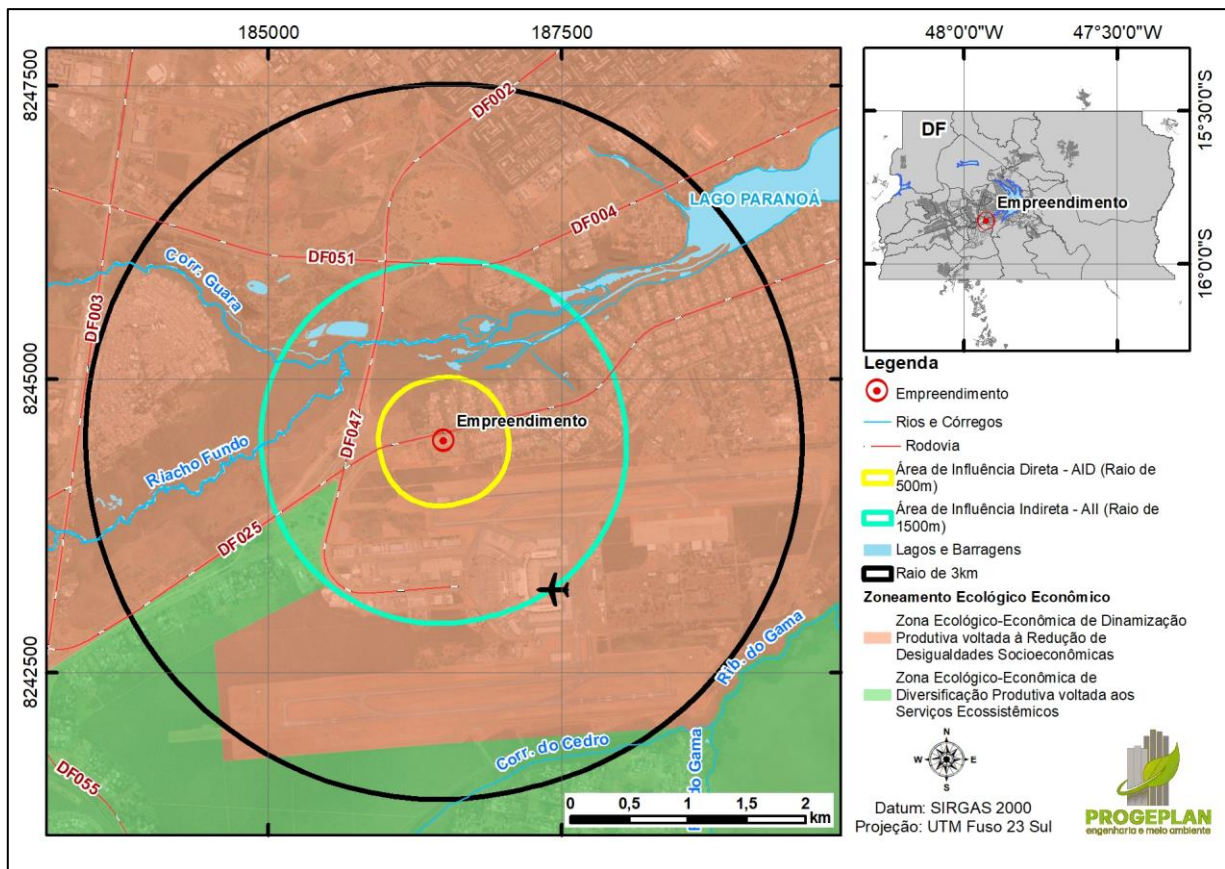 185000
187500
8247500
8245000
8242500
DF002
LAGO PARANOÁ
DF004
DF051
Corr. Guara
DF003
DF047
Empreendimento
Riacho Fundo
DF025
Rib. do Gama
Corr. do Cedro
do Gama
DF055
0 0,5 1 1,5 2
km
48°0'0"W
47°30'0"W
15°30'0"S
16°0'0"S
DF
Empreendimento
Legenda
Empreendimento
Rios e Córregos
Rodovia
Área de Influência Direta - AID (Raio de
500m)
Área de Influência Indireta - AII (Raio de
1500m)
Lagos e Barragens
Raio de 3km
Zoneamento Ecológico Econômico
Zona Ecológico-Econômica de Dinamização
Produtiva voltada à Redução de
Desigualdades Socioeconômicas
Zona Ecológico-Econômica de
Diversificação Produtiva voltada aos
Serviços Ecossistêmicos
N
W E
S
Datum: SIRGAS 2000
Projeção: UTM Fuso 23 Sul
PROGEPLAN
engenharia e meio ambiente